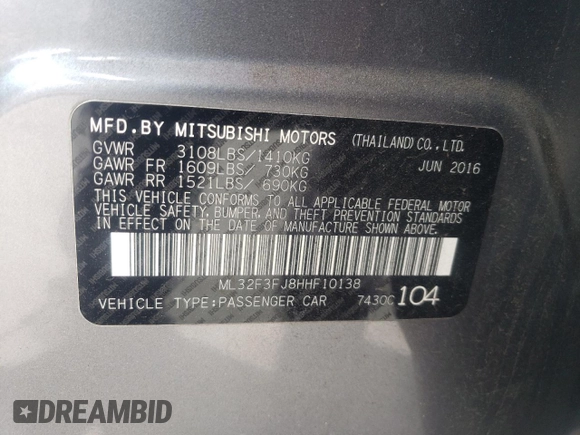 MFD. BY MITSUBISHI MOTORS (THAILAND) CO., LTD.
GVWR 3108LBS/1410KG JUN 2016
GAWR FR 1609LBS/ 730KG
GAWR RR 1521LBS/ 690KG
THIS VEHICLE CONFORMS TO ALL APPLICABLE FEDERAL MOTOR
VEHICLE SAFETY, BUMPER, AND THEFT PREVENTION STANDARDS
IN EFFECT ON THE DATE OF MANUFACTURE SHOWN ABOVE.
ML32F3FJ8HHF10138
VEHICLE TYPE:PASSENGER CAR 7430C104
DREAMBID